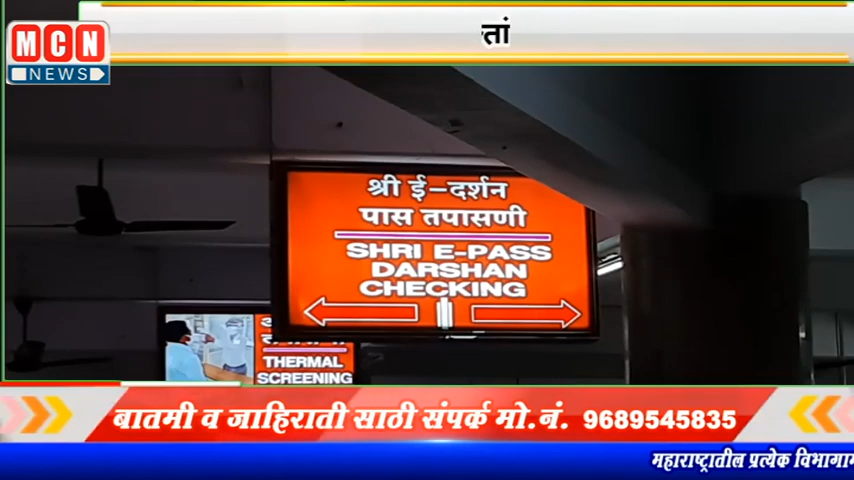 MCN
NEWS
श्री ई-दर्शन
पास तपासणी
SHRI E-PASS
DARSHAN
CHECKING
THERMAL
SCREENING
बातमी व जाहिराती साठी संपर्क मो.नं. 9689545835
महाराष्ट्रातील प्रत्येक